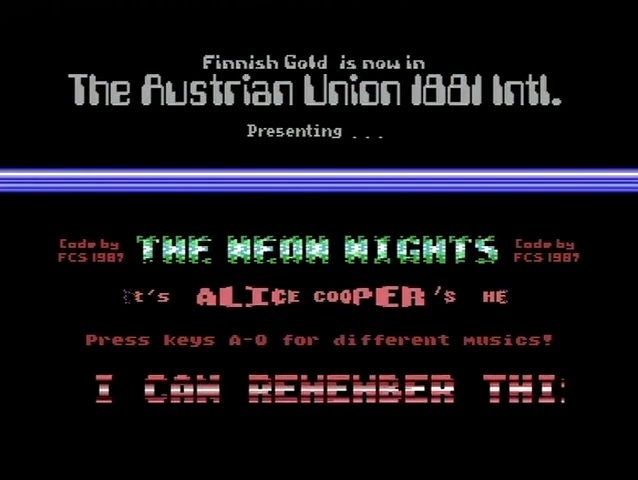 Finnish Gold is now in
The Austrian Union 1881 Intl.
Presenting ...
Code by
FCS 1987
THE NEON NIGHTS
Code by
FCS 1987
ALICE COOPER's HE
Press keys A-O for different musics!
I CAN REMEMBER